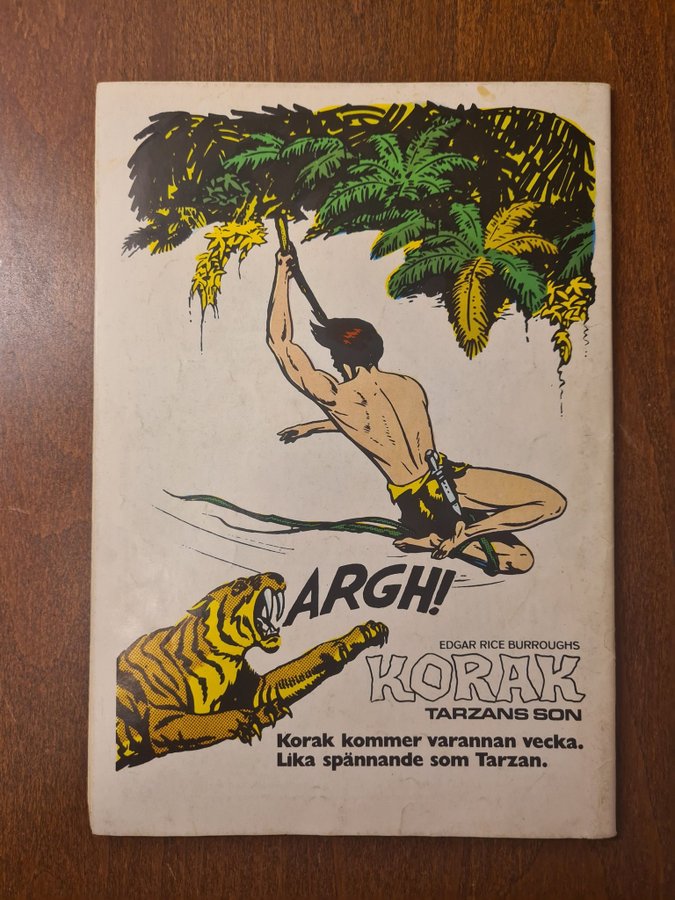 ARGH!
EDGAR RICE BURROUGHS
KORAK
TARZANS SON
Korak kommer varannan vecka.
Lika spännande som Tarzan.